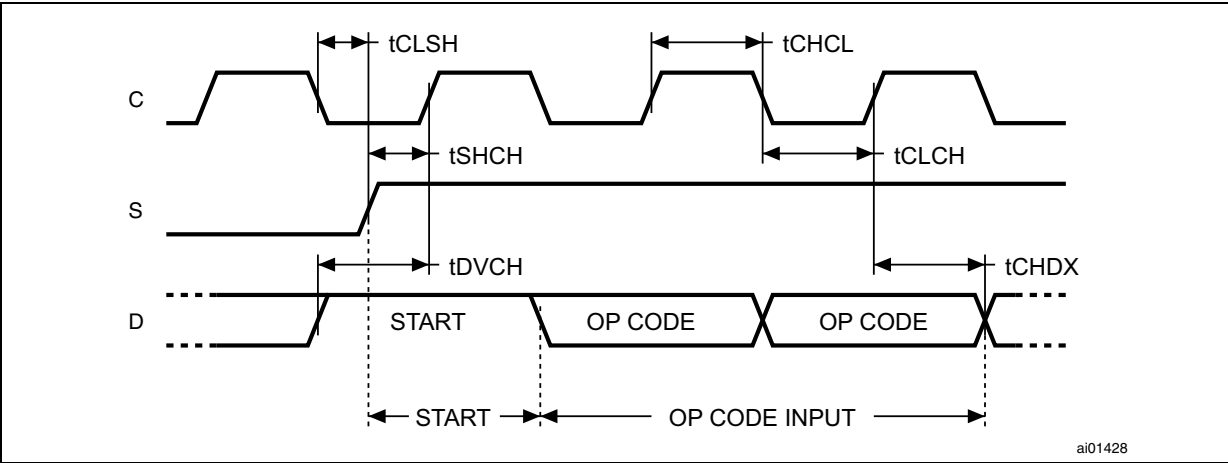 tCLSH
tCHCL
C
tSHCH
tCLCH
S
tDVCH
tCHDX
D
START
OP CODE
OP CODE
START
OP CODE INPUT
ai01428